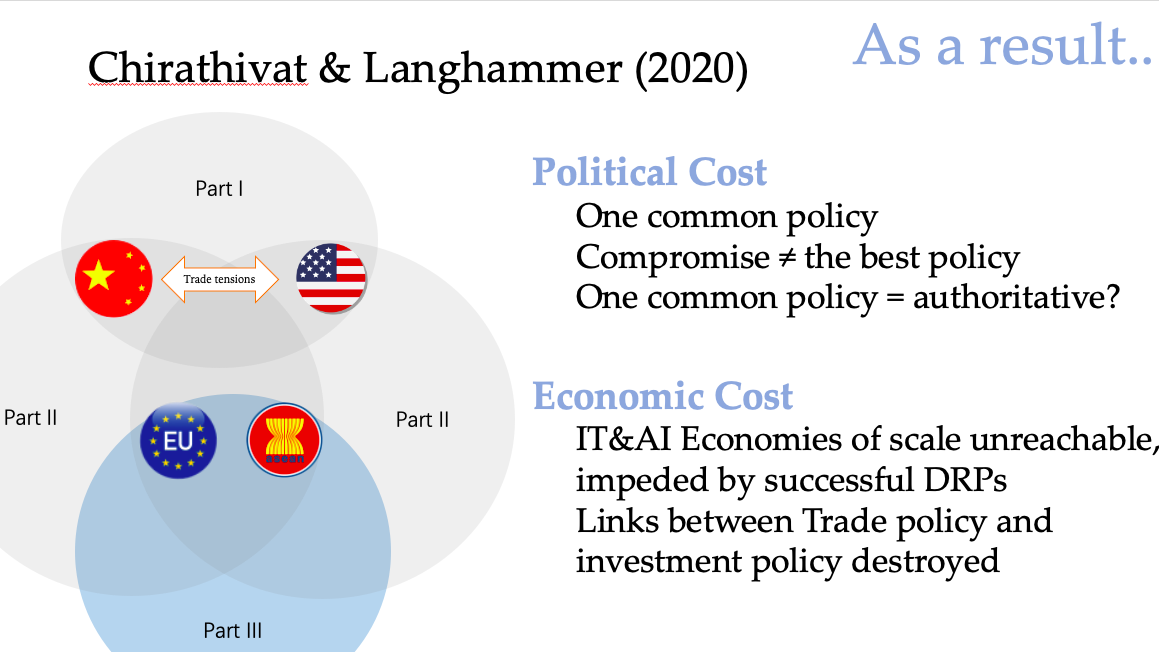 Chirathivat & Langhammer (2020)
As a result..
Part I
Trade tensions
Part II
Part II
EU
asean
Part III
Political Cost
One common policy
Compromise ≠ the best policy
One common policy = authoritative?
Economic Cost
IT&AI Economies of scale unreachable,
impeded by successful DRPs
Links between Trade policy and
investment policy destroyed